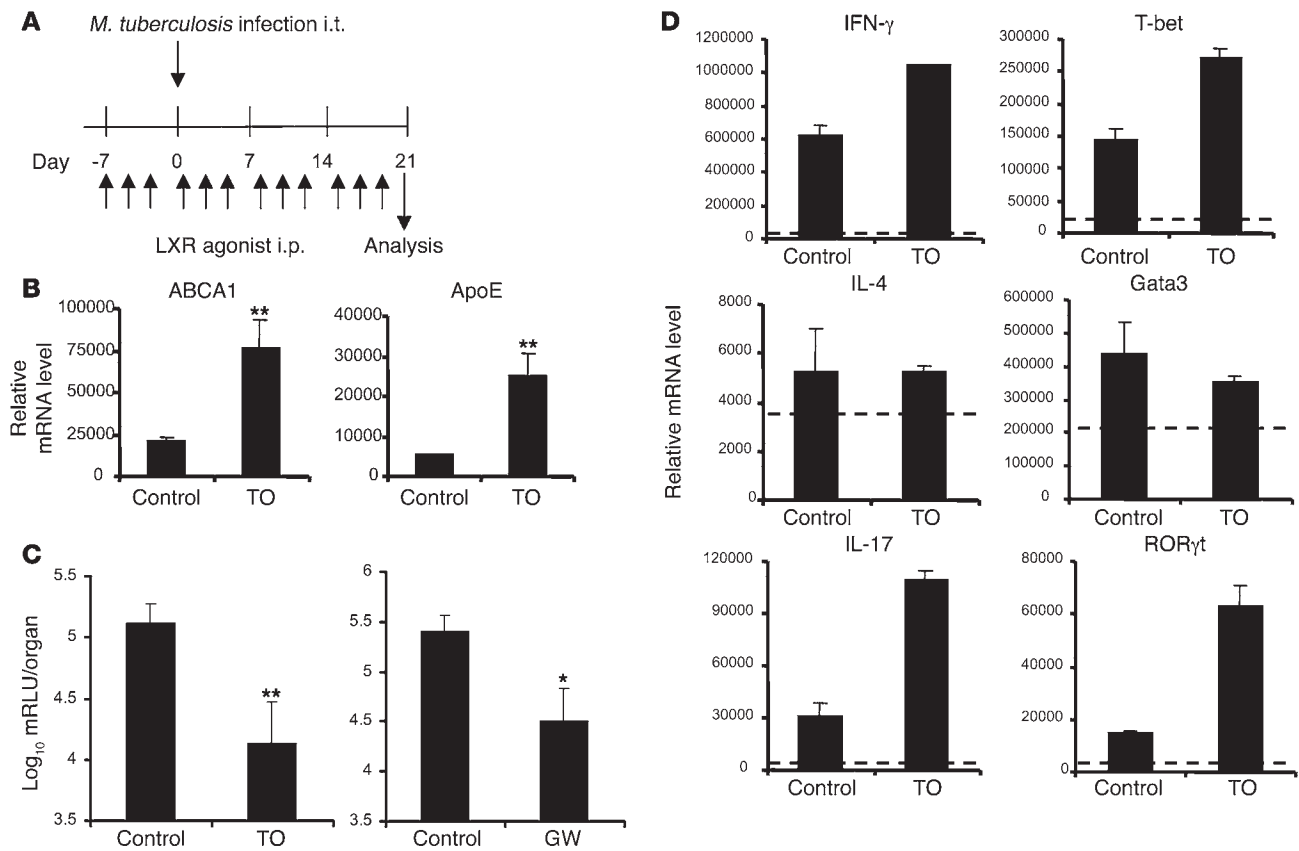 A
M. tuberculosis infection i.t.
Day -7 0 7 14 21
LXR agonist i.p. Analysis
B
ABCA1
Relative
mRNA level
100000
75000
50000
25000
0
**
Control TO
ApoE
40000
30000
20000
10000
0
**
Control TO
C
Log10 mRLU/organ
5.5
5
4.5
4
3.5
**
Control TO
6
5.5
5
4.5
4
3.5
*
Control GW
D
Relative mRNA level
IFN-γ
1200000
1000000
800000
600000
400000
200000
0
Control TO
T-bet
300000
250000
200000
150000
100000
50000
0
Control TO
IL-4
8000
6000
4000
2000
0
Control TO
Gata3
600000
500000
400000
300000
200000
100000
0
Control TO
IL-17
120000
90000
60000
30000
0
Control TO
RORγt
80000
60000
40000
20000
0
Control TO